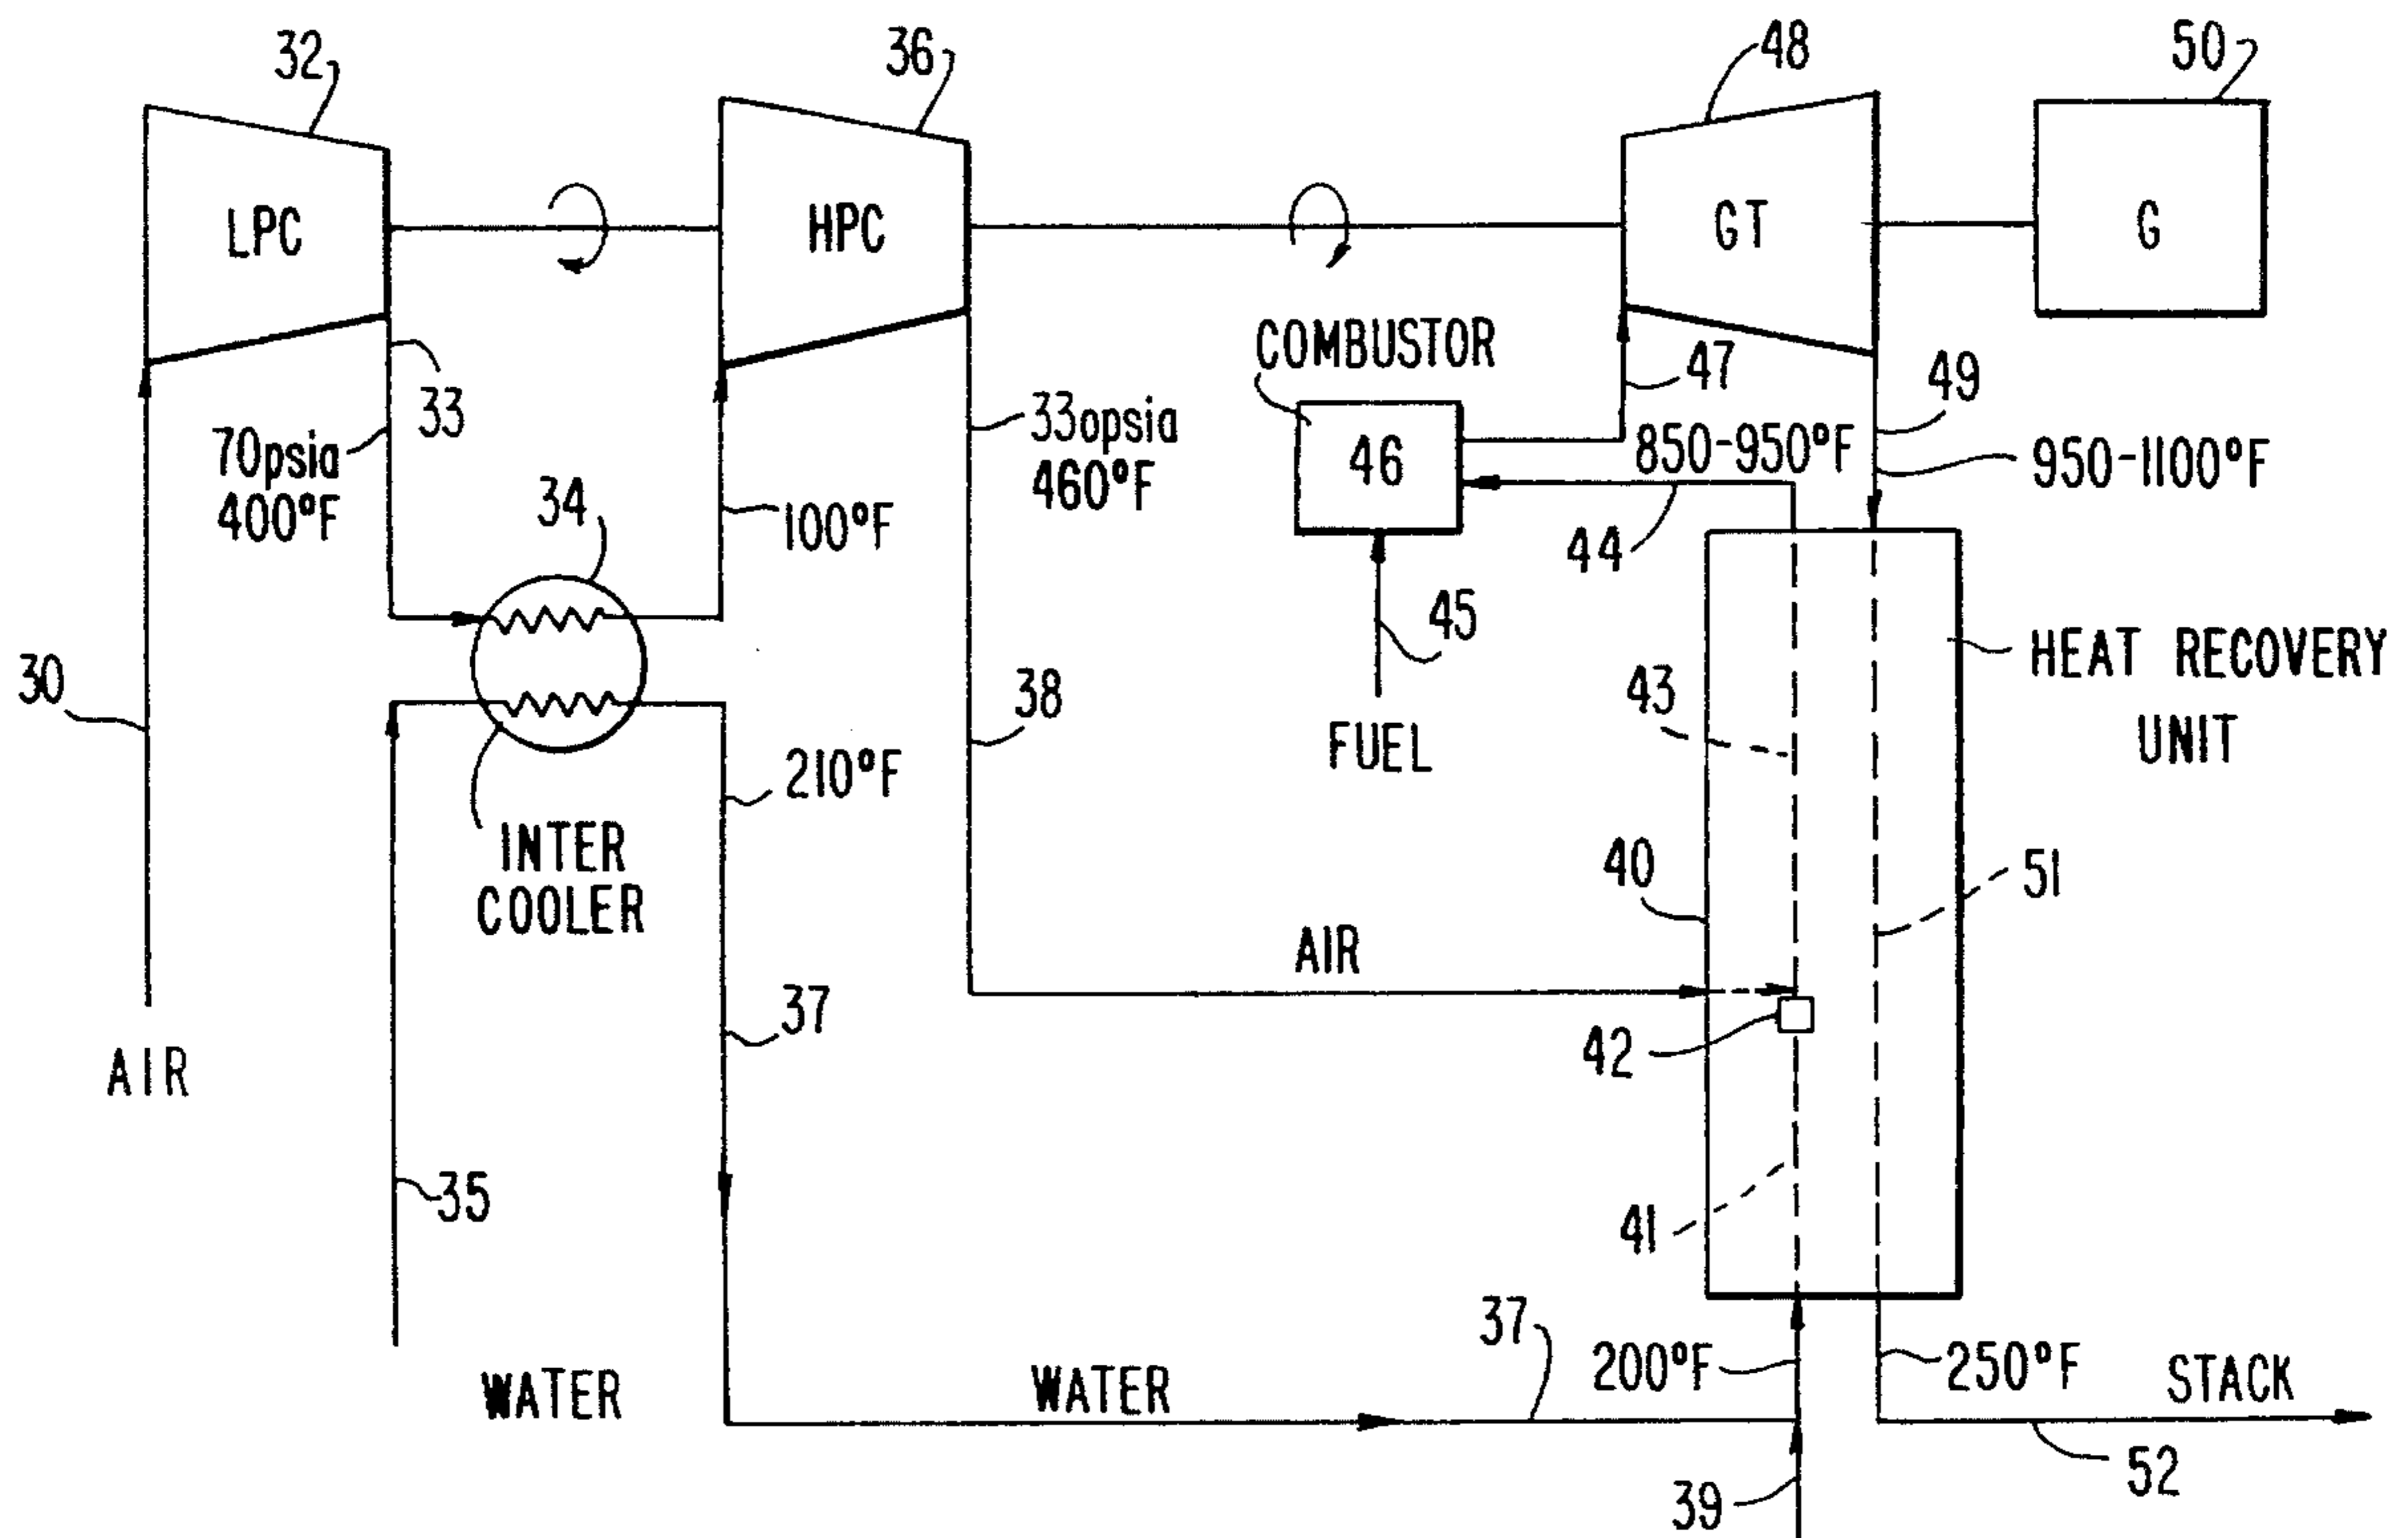 32
36
48
50
LPC
HPC
GT
G
COMBUSTOR
33
47
49
70psia
400°F
33opsia
460°F
46
850-950°F
950-1100°F
34
100°F
44
45
30
38
43
HEAT RECOVERY
UNIT
FUEL
210°F
INTER
COOLER
40
51
AIR
37
42
AIR
35
41
37
200°F
250°F
STACK
WATER
WATER
52
39